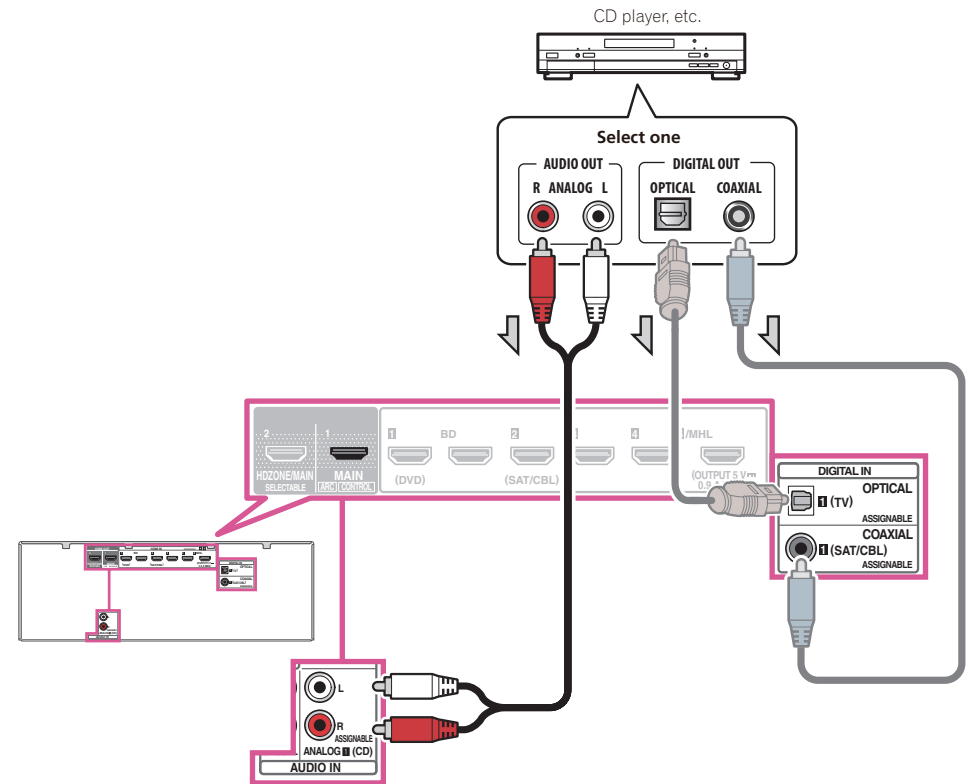 CD player, etc.
Select one
AUDIO OUT
R ANALOG L
DIGITAL OUT
OPTICAL COAXIAL
2
HDZONE/MAIN
SELECTABLE
1
MAIN
ARC CONTROL
1 BD 2 4 /MHL
(DVD) (SAT/CBL) (OUTPUT 5 V
0.9
DIGITAL IN
OPTICAL
1 (TV)
ASSIGNABLE
COAXIAL
1 (SAT/CBL)
ASSIGNABLE
L
R
ASSIGNABLE
ANALOG 1 (CD)
AUDIO IN